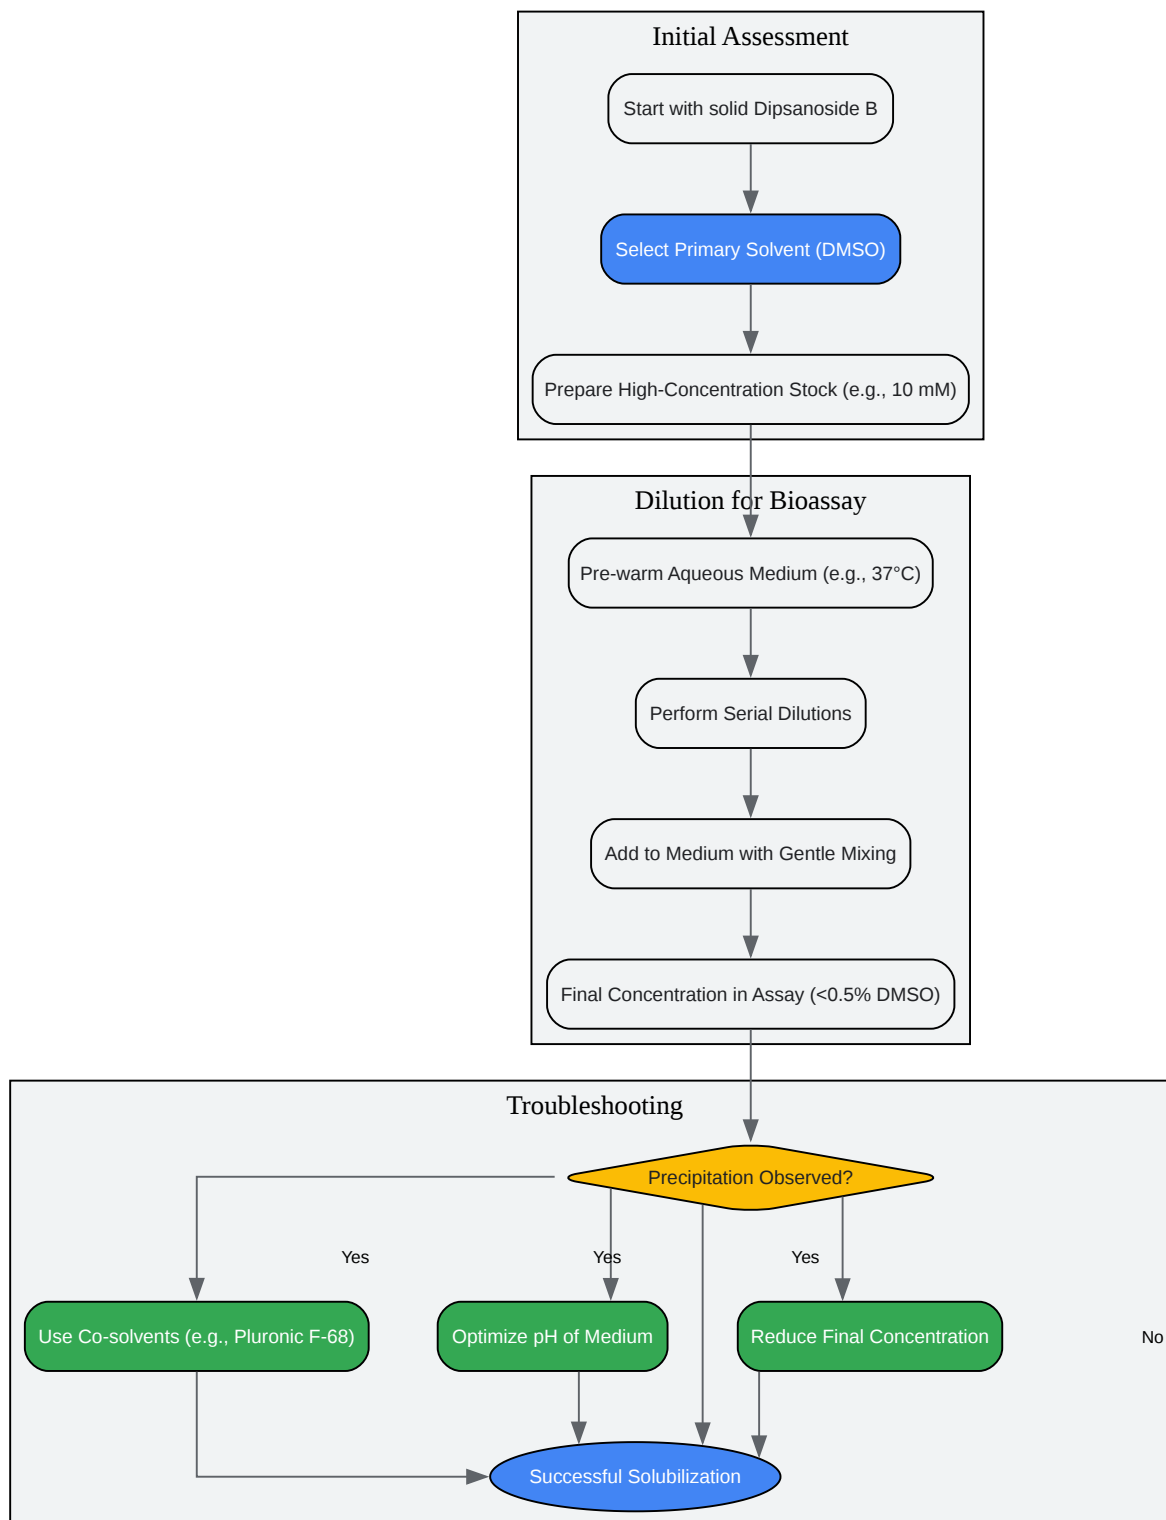 Initial Assessment
Start with solid Dipsanoside B
Select Primary Solvent (DMSO)
Prepare High-Concentration Stock (e.g., 10 mM)
Dilution for Bioassay
Pre-warm Aqueous Medium (e.g., 37°C)
Perform Serial Dilutions
Add to Medium with Gentle Mixing
Final Concentration in Assay (<0.5% DMSO)
Troubleshooting
Precipitation Observed?
Yes
Yes
Yes
Use Co-solvents (e.g., Pluronic F-68)
Optimize pH of Medium
Reduce Final Concentration
No
Successful Solubilization